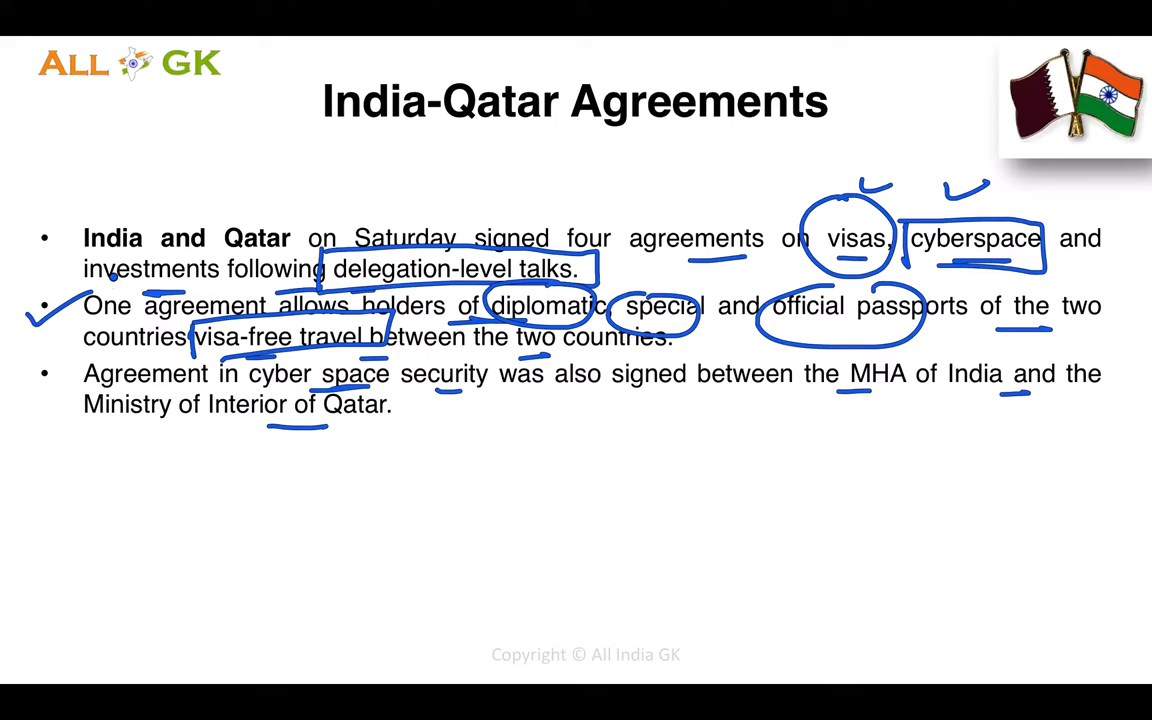 ALL GK
India-Qatar Agreements
• India and Qatar on Saturday signed four agreements on visas, cyberspace and
investments following delegation-level talks.
• One agreement allows holders of diplomatic, special and official passports of the two
countries visa-free travel between the two countries.
• Agreement in cyber space security was also signed between the MHA of India and the
Ministry of Interior of Qatar.
Copyright © All India GK